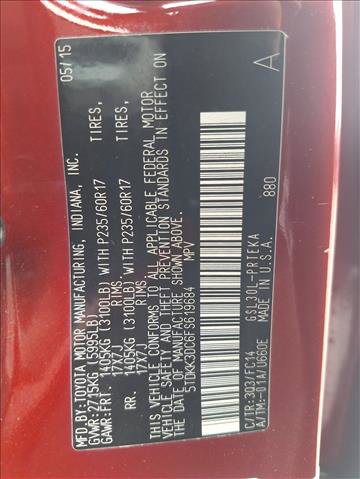 MFD.BY:TOYOTA MOTOR MANUFACTURING, INDIANA, INC. 05/15
GVWR:2715KG (5995LB)
GAWR:FRT. 1405KG (3100LB) WITH P235/60R17 TIRES,
17X7J RIMS
RR. 1405KG (3100LB) WITH P235/60R17 TIRES,
17X7J RIMS
THIS VEHICLE CONFORMS TO ALL APPLICABLE FEDERAL MOTOR
VEHICLE SAFETY AND THEFT PREVENTION STANDARDS IN EFFECT ON
THE DATE OF MANUFACTURE SHOWN ABOVE.
5TDKK3DC6FS619684 MPV A
880
C/TR:3Q3/FC14 GSL30L-PRTEKA
A/TM:-01A/U660E MADE IN U.S.A.